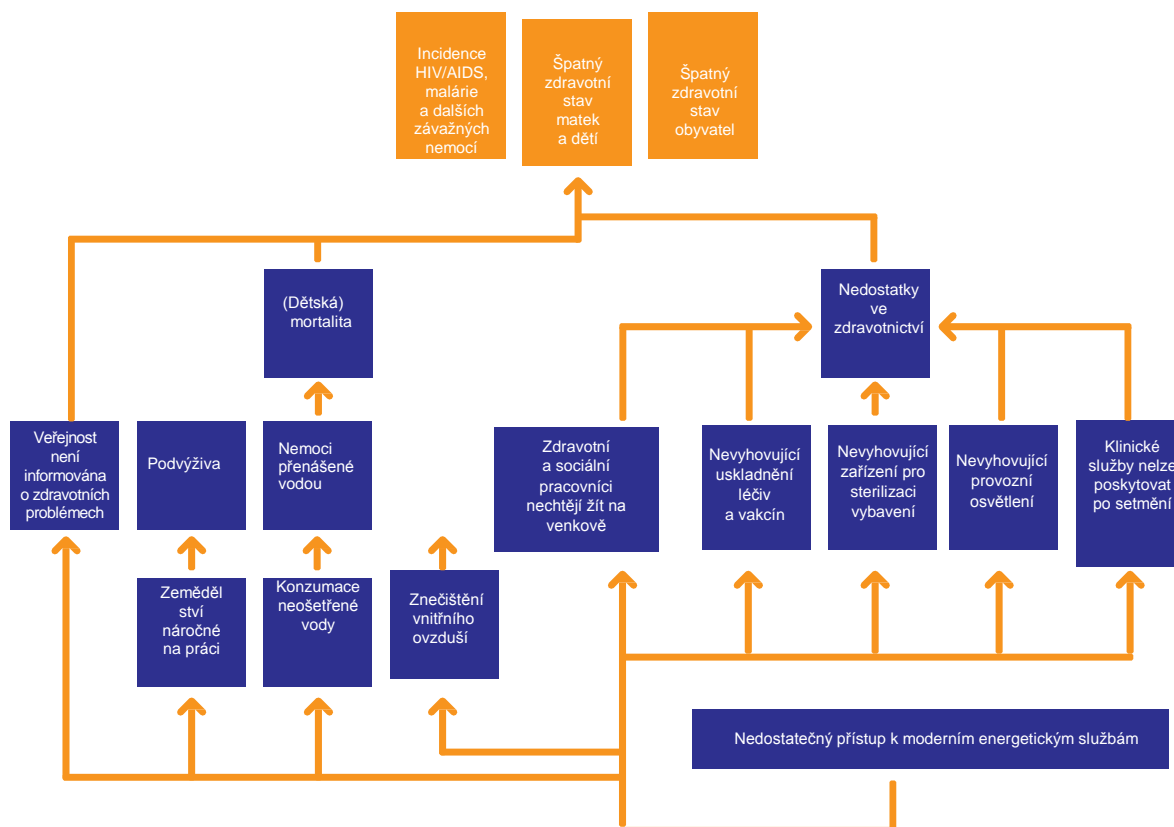 Incidence
HIV/AIDS,
malárie
a dalších
závažných
nemocí
Špatný
zdravotní
stav
matek
a dětí
Špatný
zdravotní
stav
obyvatel
(Dětská)
mortalita
Nedostatky
ve
zdravotnictví
Veřejnost
není
informována
o zdravotních
problémech
Podvýživa
Nemoci
přenášené
vodou
Zdravotní
a sociální
pracovníci
nechtějí žít na
venkově
Nevyhovující
uskladnění
léčiv
a vakcín
Nevyhovující
zařízení pro
sterilizaci
vybavení
Nevyhovující
provozní
osvětlení
Klinické
služby nelze
poskytovat
po setmění
Zeměděl
ství
náročné
na práci
Konzumace
neošetřené
vody
Znečištění
vnitřního
ovzduší
Nedostatečný přístup k moderním energetickým službám